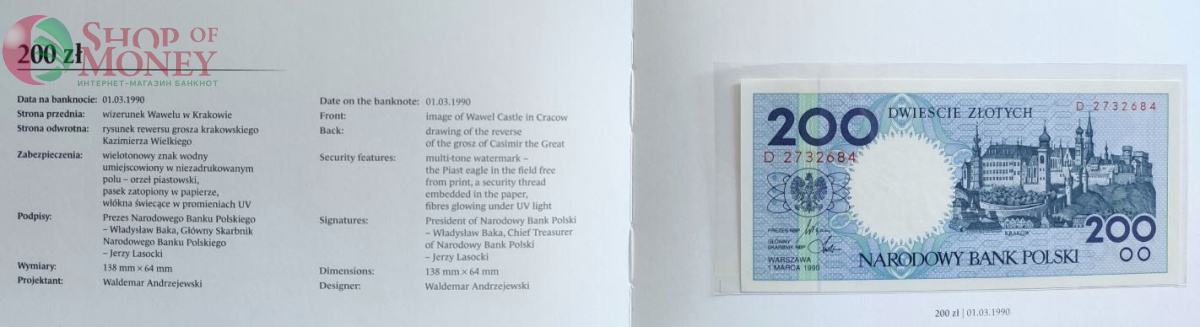 SHOP OF
MONEY
ИНТЕРНЕТ-МАГАЗИН БАНКНОТ
200 zł
Data na banknocie: 01.03.1990
Strona przednia: wizerunek Wawelu w Krakowie
Strona odwrotna: rysunek rewersu grosza krakowskiego
Kazimierza Wielkiego
Zabezpieczenia: wielotonowy znak wodny
umiejscowiony w niezadrukowanym
polu – orzeł piastowski,
pasek zatopiony w papierze,
włókna świecące w promieniach UV
Podpisy: Prezes Narodowego Banku Polskiego
– Władysław Baka, Główny Skarbnik
Narodowego Banku Polskiego
– Jerzy Lasocki
Wymiary: 138 mm × 64 mm
Projektant: Waldemar Andrzejewski
Date on the banknote: 01.03.1990
Front: image of Wawel Castle in Cracow
Back: drawing of the reverse
of the grosz of Casimir the Great
Security features: multi-tone watermark –
the Piast eagle in the field free
from print, a security thread
embedded in the paper,
fibres glowing under UV light
Signatures: President of Narodowy Bank Polski
– Władysław Baka, Chief Treasurer
of Narodowy Bank Polski
– Jerzy Lasocki
Dimensions: 138 mm × 64 mm
Designer: Waldemar Andrzejewski
200 DWIEŚCIE ZŁOTYCH D 2732684
D 2732684
PREZES NBP
GŁÓWNY
SKARBNIK NBP
KRAKÓW
200
WARSZAWA
1 MARCA 1990
NARODOWY BANK POLSKI
200 zł | 01.03.1990